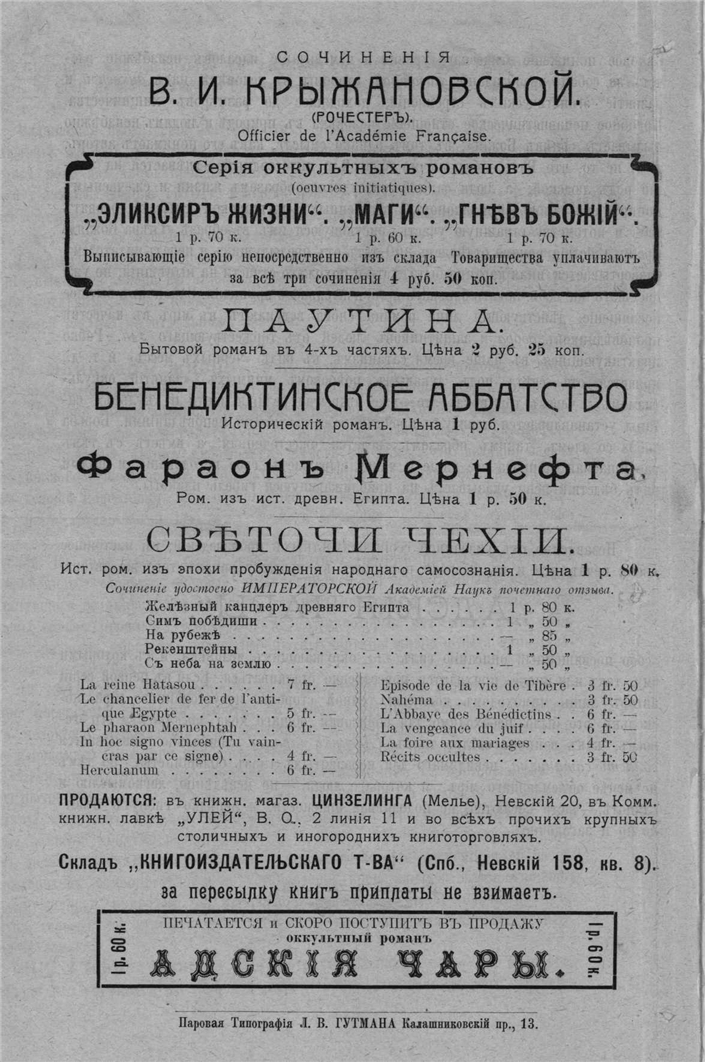 СОЧИНЕНІЯ
В. И. КРЫЖАНОВСКОЙ.
(РОЧЕСТЕРЪ).
Officier de l'Académie Française.
Серія оккультныхъ романовъ
(oeuvres initiatiques).
„ЭЛИКСИРЪ ЖИЗНИ“. „МАГИ“. „ГНѢВЪ БОЖІЙ“.
1 р. 70 к. 1 р. 60 к. 1 р. 70 к.
Выписывающіе серію непосредственно изъ склада Товарищества уплачиваютъ
за всѣ три сочиненія 4 руб. 50 коп.
ПАУТИНА.
Бытовой романъ въ 4-хъ частяхъ. Цѣна 2 руб. 25 коп.
БЕНЕДИКТИНСКОЕ АББАТСТВО
Историческій романъ. Цѣна 1 руб.
Фараонъ Мернефта.
Ром. изъ ист. древн. Египта. Цѣна 1 р. 50 к.
СВѢТОЧИ ЧЕХІИ.
Ист. ром. изъ эпохи пробужденія народнаго самосознанія. Цѣна 1 р. 80 к.
Сочиненіе удостоено ИМПЕРАТОРСКОЙ Академіей Наукъ почетнаго отзыва.
Желѣзный канцлеръ древняго Египта . . . . . . 1 р. 80 к.
Симъ побѣдиши . . . . . . . . . . . . . . . . 1 „ 50 „
На рубежѣ . . . . . . . . . . . . . . . . . . — „ 85 „
Рекенштейны . . . . . . . . . . . . . . . . . 1 „ 50 „
Съ неба на землю . . . . . . . . . . . . . . . — „ 50 „
La reine Hatasou . . . . . . 7 fr. —
Le chancelier de fer de l'anti-
que Egypte . . . . . . . 5 fr. —
Le pharaon Mernephtah . . . 6 fr. —
In hoc signo vinces (Tu vain-
cras par ce signe) . . . . 4 fr. —
Herculanum . . . . . . . . 6 fr. —
Episode de la vie de Tibère . 3 fr. 50
Nahéma . . . . . . . . . . 3 fr. 50
L'Abbaye des Bénédictins . . 6 fr. —
La vengeance du juif . . . . 6 fr. —
La foire aux mariages . . . 4 fr. —
Récits occultes . . . . . . . 3 fr. 50
ПРОДАЮТСЯ: въ книжн. магаз. ЦИНЗЕЛИНГА (Мелье), Невскій 20, въ Комм.
книжн. лавкѣ „УЛЕЙ“, В. О., 2 линія 11 и во всѣхъ прочихъ крупныхъ
столичныхъ и иногородныхъ книготорговляхъ.
Складъ „КНИГОИЗДАТЕЛЬСКАГО Т-ВА“ (Спб., Невскій 158, кв. 8).
за пересылку книгъ приплаты не взимаетъ.
1 р. 60 к.
ПЕЧАТАЕТСЯ и СКОРО ПОСТУПИТЪ ВЪ ПРОДАЖУ
оккультный романъ
АДСКІЯ ЧАРЫ.
1 р. 60 к.
Паровая Типографія Л. В. ГУТМАНА Калашниковскій пр., 13.